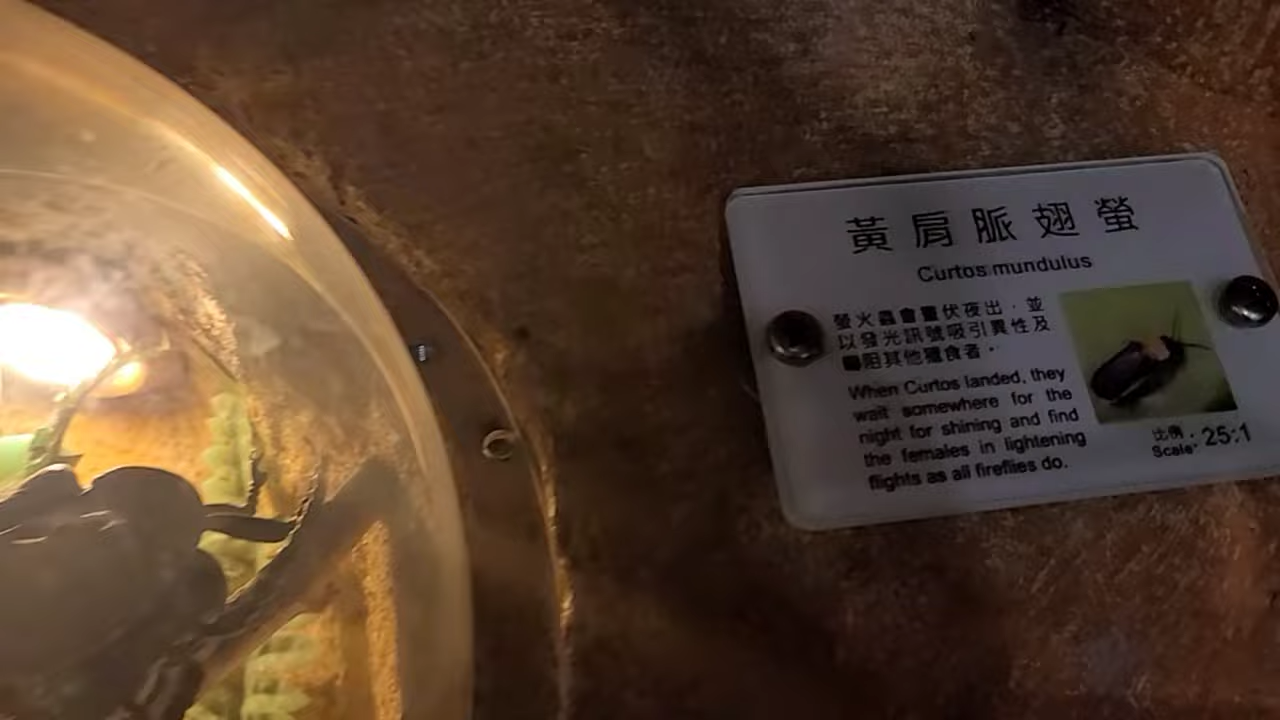 黃肩脈翅螢
Curtos mundulus
螢火蟲會晝伏夜出，並
以發光訊號吸引異性及
嚇阻其他獵食者。
When Curtos landed, they
wait somewhere for the
night for shining and find
the females in lightening
flights as all fireflies do.
比例：25:1
Scale: